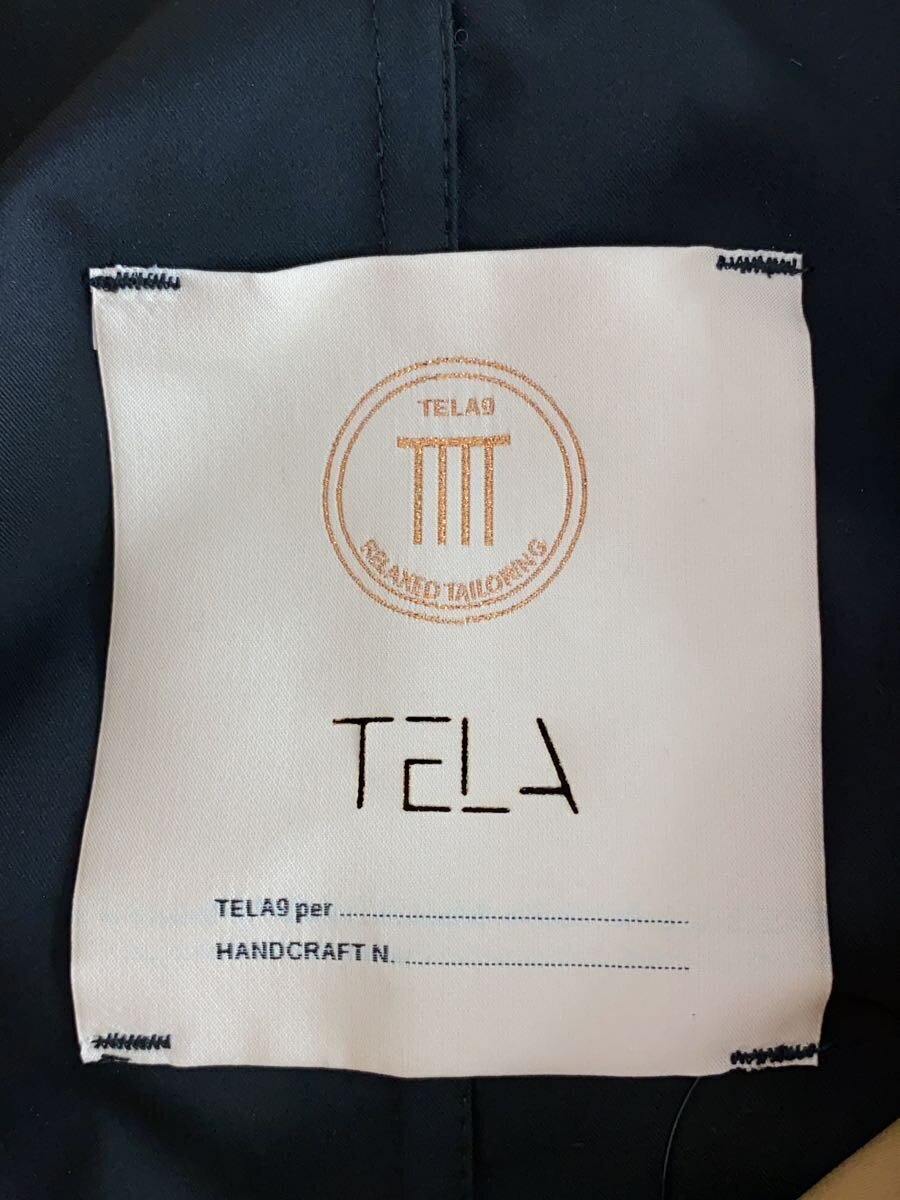 TELA9
RELAXED TAILORING
TELA
TELA9 per
HANDCRAFT N.